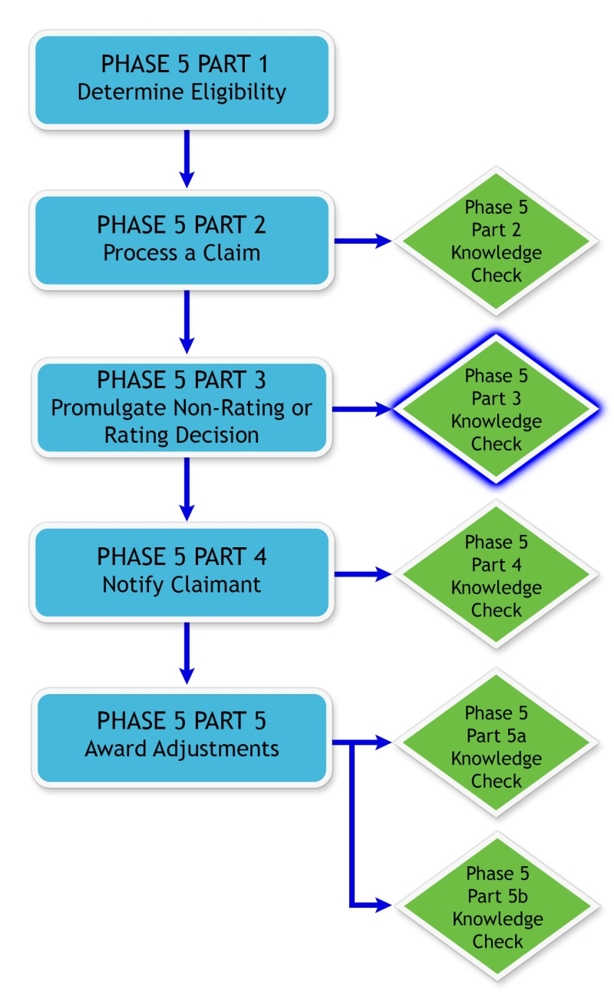 PHASE 5 PART 1
Determine Eligibility
PHASE 5 PART 2
Process a Claim
Phase 5
Part 2
Knowledge
Check
PHASE 5 PART 3
Promulgate Non-Rating or
Rating Decision
Phase 5
Part 3
Knowledge
Check
PHASE 5 PART 4
Notify Claimant
Phase 5
Part 4
Knowledge
Check
PHASE 5 PART 5
Award Adjustments
Phase 5
Part 5a
Knowledge
Check
Phase 5
Part 5b
Knowledge
Check